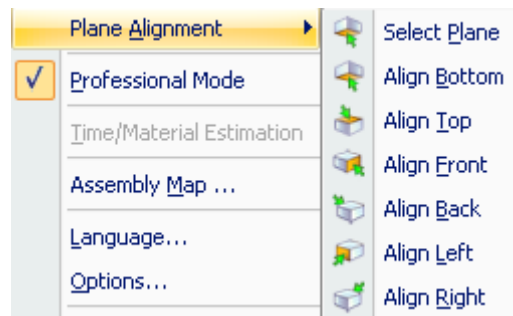 Plane Alignment
Professional Mode
Time/Material Estimation
Assembly Map ...
Language...
Options...
Select Plane
Align Bottom
Align Top
Align Front
Align Back
Align Left
Align Right